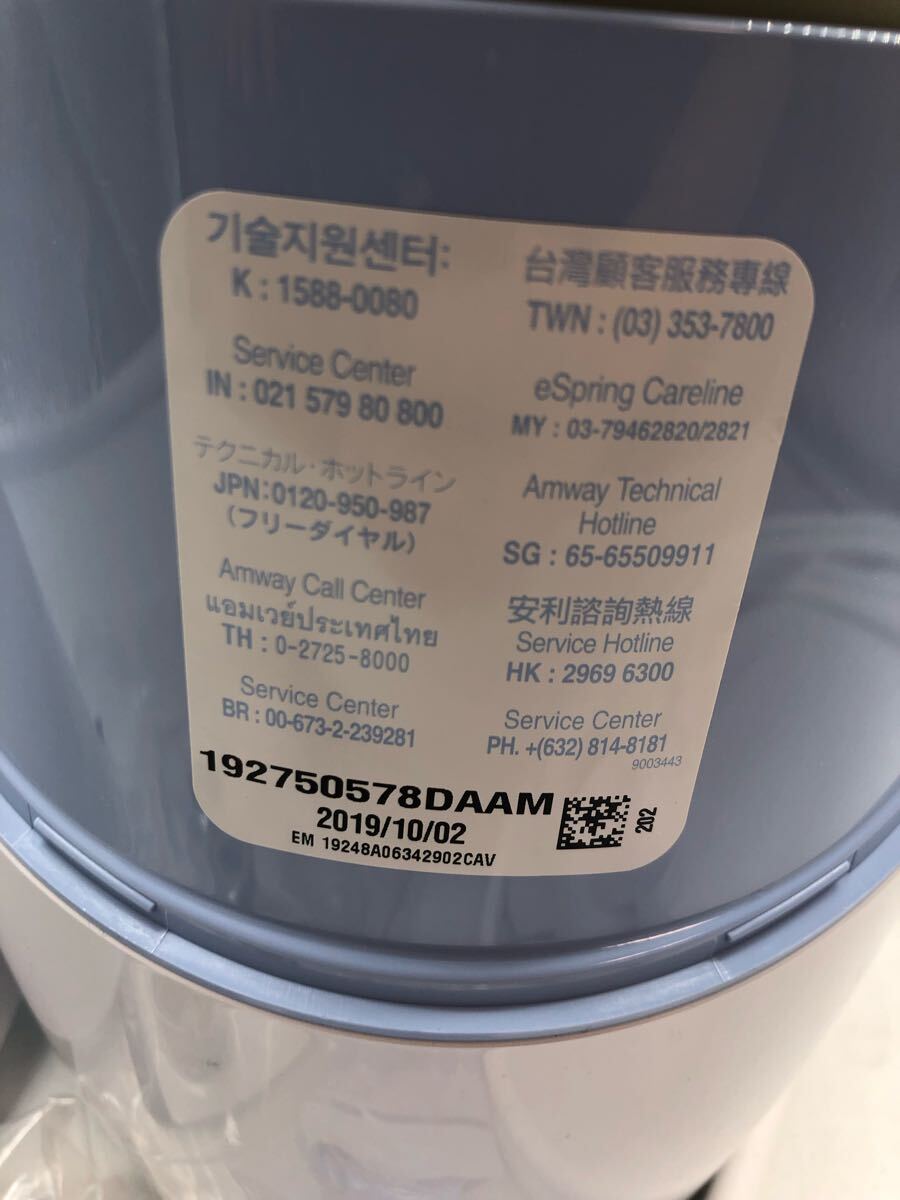 기술지원센터:
K : 1588-0080
Service Center
IN : 021 579 80 800
テクニカル・ホットライン
JPN:0120-950-987
(フリーダイヤル)
Amway Call Center
แอมเวย์ประเทศไทย
TH : 0-2725-8000
Service Center
BR : 00-673-2-239281
台灣顧客服務專線
TWN : (03) 353-7800
eSpring Careline
MY : 03-79462820/2821
Amway Technical
Hotline
SG : 65-65509911
安利諮詢熱線
Service Hotline
HK : 2969 6300
Service Center
PH. +(632) 814-8181
9003443
192750578DAAM
2019/10/02
EM 19248A06342902CAV
202